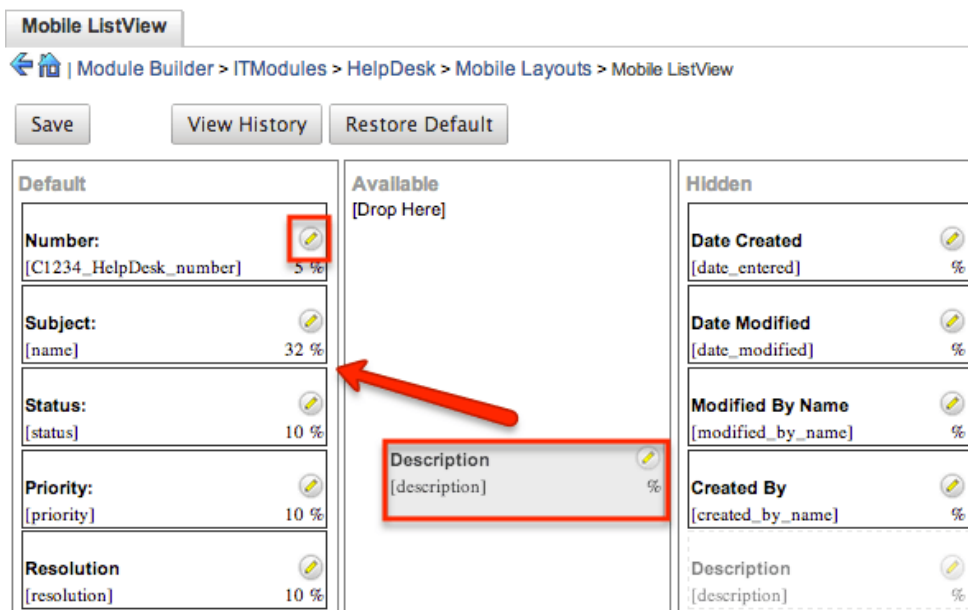 Mobile ListView
| Module Builder > ITModules > HelpDesk > Mobile Layouts > Mobile ListView
Save
View History
Restore Default
Default
Number:
[C1234_HelpDesk_number]
5 %
Subject:
[name]
32 %
Status:
[status]
10 %
Priority:
[priority]
10 %
Resolution
[resolution]
10 %
Available
[Drop Here]
Description
[description]
%
Hidden
Date Created
[date_entered]
%
Date Modified
[date_modified]
%
Modified By Name
[modified_by_name]
%
Created By
[created_by_name]
%
Description
[description]
%